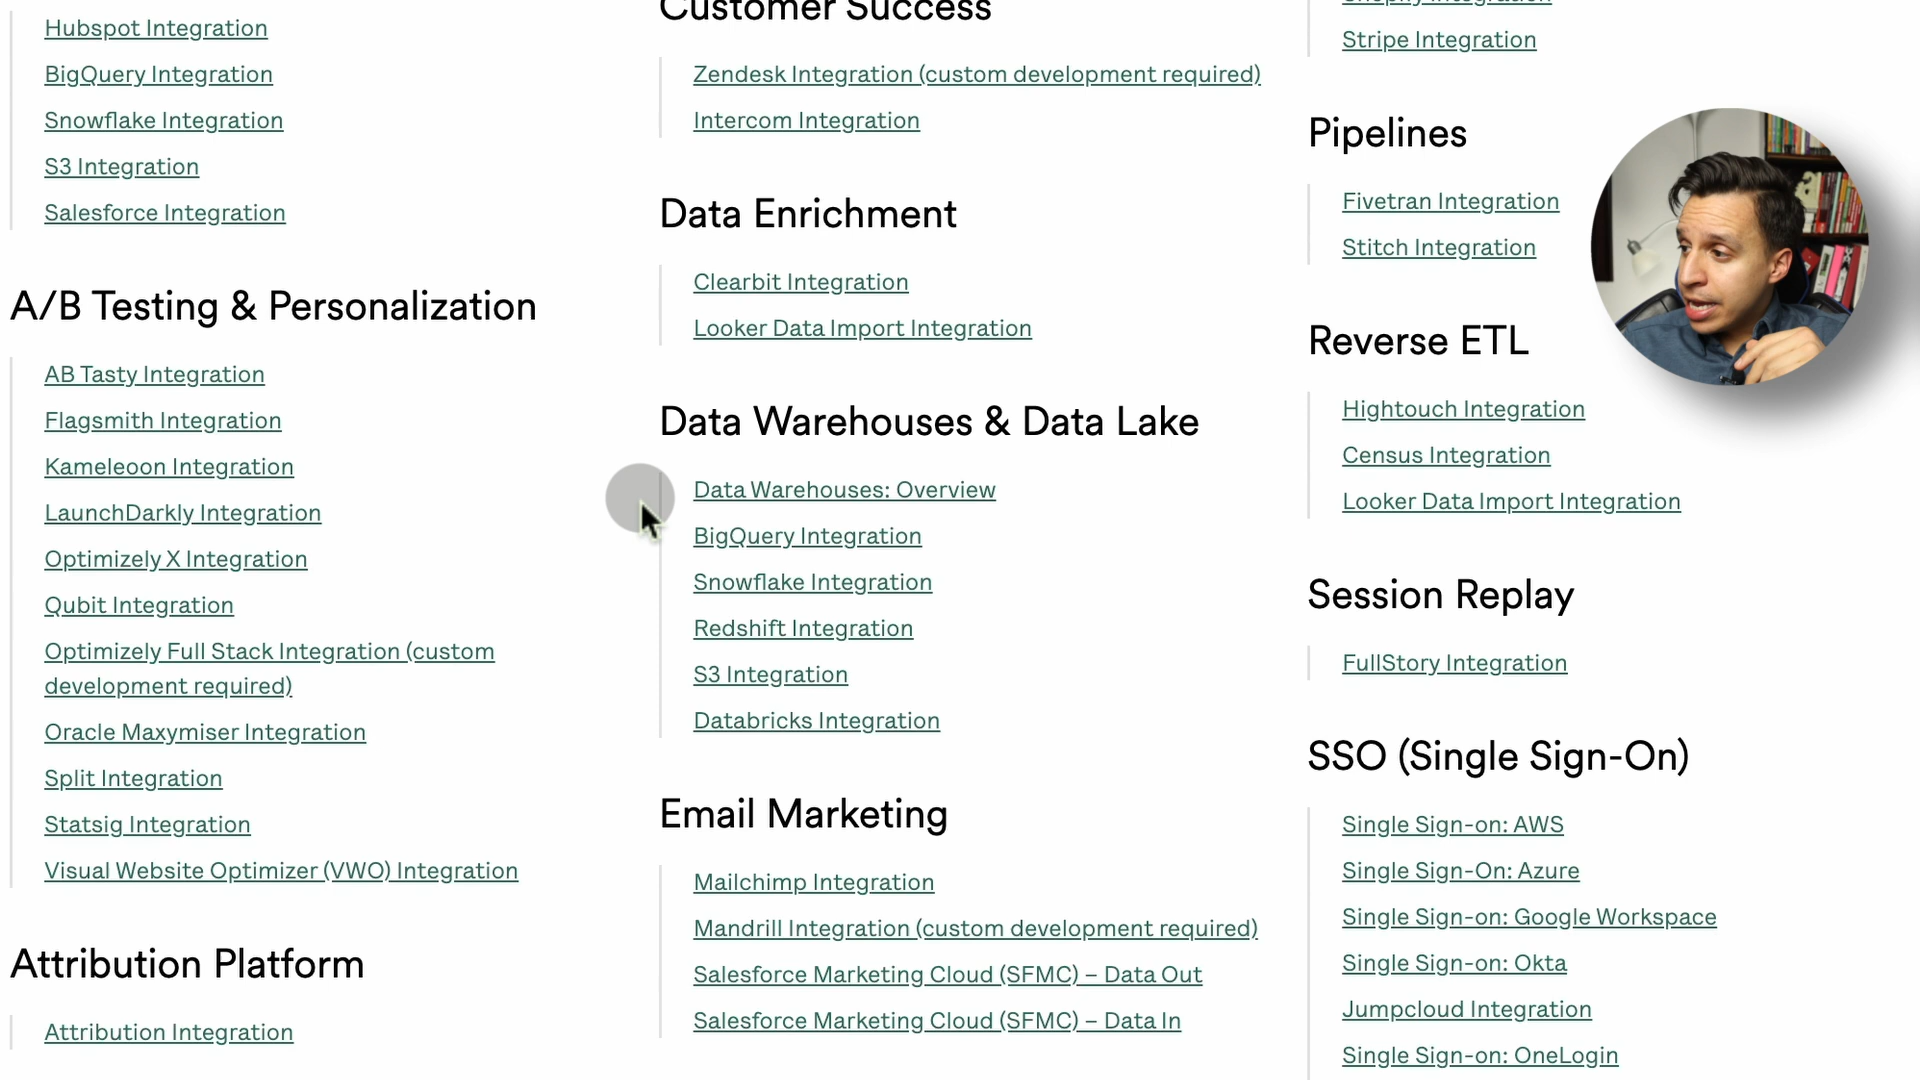 Hubspot Integration
BigQuery Integration
Snowflake Integration
S3 Integration
Salesforce Integration
A/B Testing & Personalization
AB Tasty Integration
Flagsmith Integration
Kameleoon Integration
LaunchDarkly Integration
Optimizely X Integration
Qubit Integration
Optimizely Full Stack Integration (custom
development required)
Oracle Maxymiser Integration
Split Integration
Statsig Integration
Visual Website Optimizer (VWO) Integration
Attribution Platform
Attribution Integration
Customer Success
Zendesk Integration (custom development required)
Intercom Integration
Data Enrichment
Clearbit Integration
Looker Data Import Integration
Data Warehouses & Data Lake
Data Warehouses: Overview
BigQuery Integration
Snowflake Integration
Redshift Integration
S3 Integration
Databricks Integration
Email Marketing
Mailchimp Integration
Mandrill Integration (custom development required)
Salesforce Marketing Cloud (SFMC) – Data Out
Salesforce Marketing Cloud (SFMC) – Data In
Stripe Integration
Pipelines
Fivetran Integration
Stitch Integration
Reverse ETL
Hightouch Integration
Census Integration
Looker Data Import Integration
Session Replay
FullStory Integration
SSO (Single Sign-On)
Single Sign-on: AWS
Single Sign-On: Azure
Single Sign-on: Google Workspace
Single Sign-on: Okta
Jumpcloud Integration
Single Sign-on: OneLogin